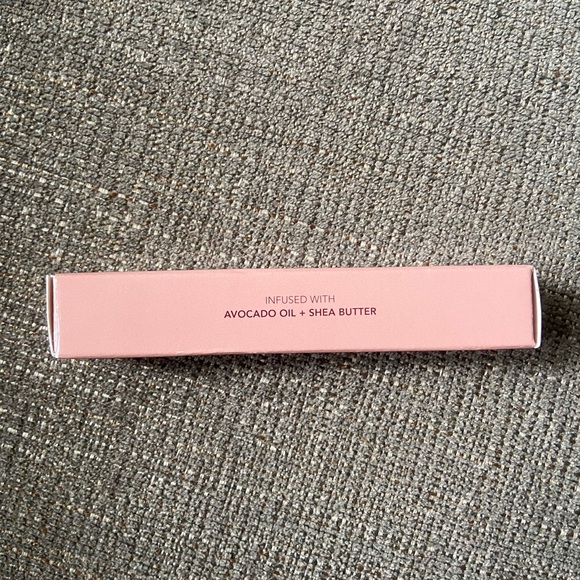 INFUSED WITH
AVOCADO OIL + SHEA BUTTER